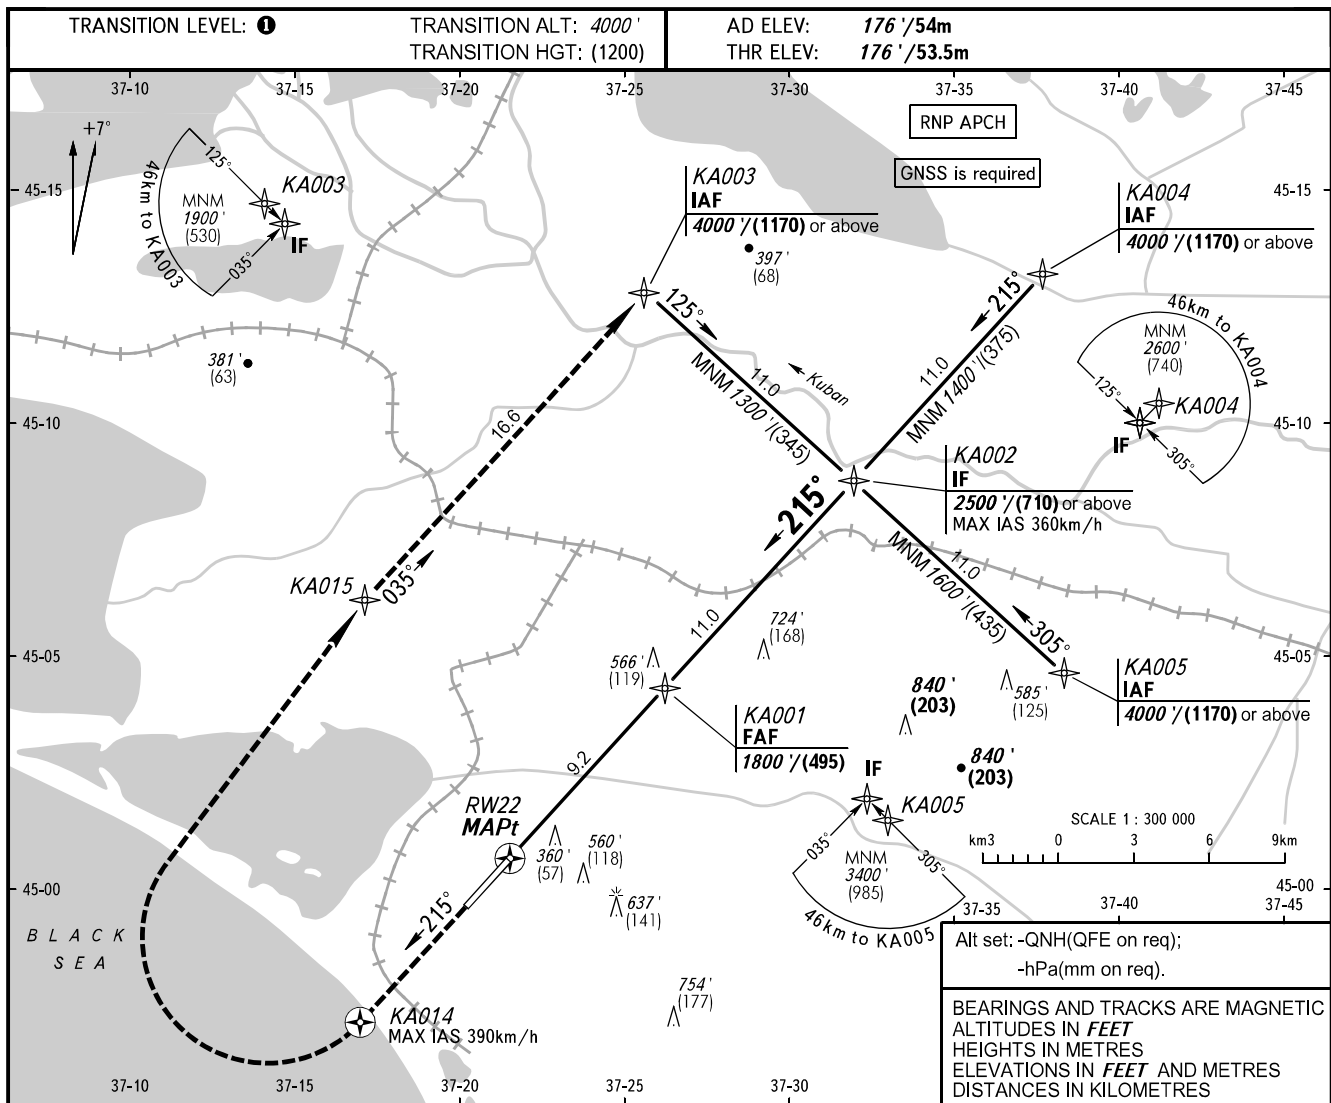 TRANSITION LEVEL: ❶ TRANSITION ALT: 4000'
TRANSITION HGT: (1200)
AD ELEV: 176'/54m
THR ELEV: 176'/53.5m
37-10 37-15 37-20 37-25 37-30 37-35 37-40 37-45
RNP APCH
GNSS is required
+7°
45-15
45-15
125°
KA003
46km to KA003
MNM
1900'
(530)
IF
035°
KA003
IAF
4000'/(1170) or above
397'
(68)
KA004
IAF
4000'/(1170) or above
125°
215°
11.0
MNM 1300'/(345)
11.0
MNM 1400'/(375)
Kuban
46km to KA004
MNM
2600'
(740)
125°
KA004
IF
305°
381'
(63)
16.6
45-10
45-10
KA002
IF
2500'/(710) or above
MAX IAS 360km/h
215°
KA015
035°
11.0
11.0
MNM 1600'/(435)
305°
724'
(168)
566'
(119)
45-05
45-05
KA005
IAF
4000'/(1170) or above
840'
(203)
585'
(125)
KA001
FAF
1800'/(495)
840'
(203)
9.2
IF
KA005
035°
305°
MNM
3400'
(985)
46km to KA005
SCALE 1 : 300 000
km3 0 3 6 9km
RW22
MAPt
360'
(57)
560'
(118)
637'
(141)
45-00
45-00
37-35 37-40 37-45
215°
BLACK
SEA
754'
(177)
KA014
MAX IAS 390km/h
37-10 37-15 37-20 37-25 37-30
Alt set: -QNH(QFE on req);
-hPa(mm on req).
BEARINGS AND TRACKS ARE MAGNETIC
ALTITUDES IN FEET
HEIGHTS IN METRES
ELEVATIONS IN FEET AND METRES
DISTANCES IN KILOMETRES